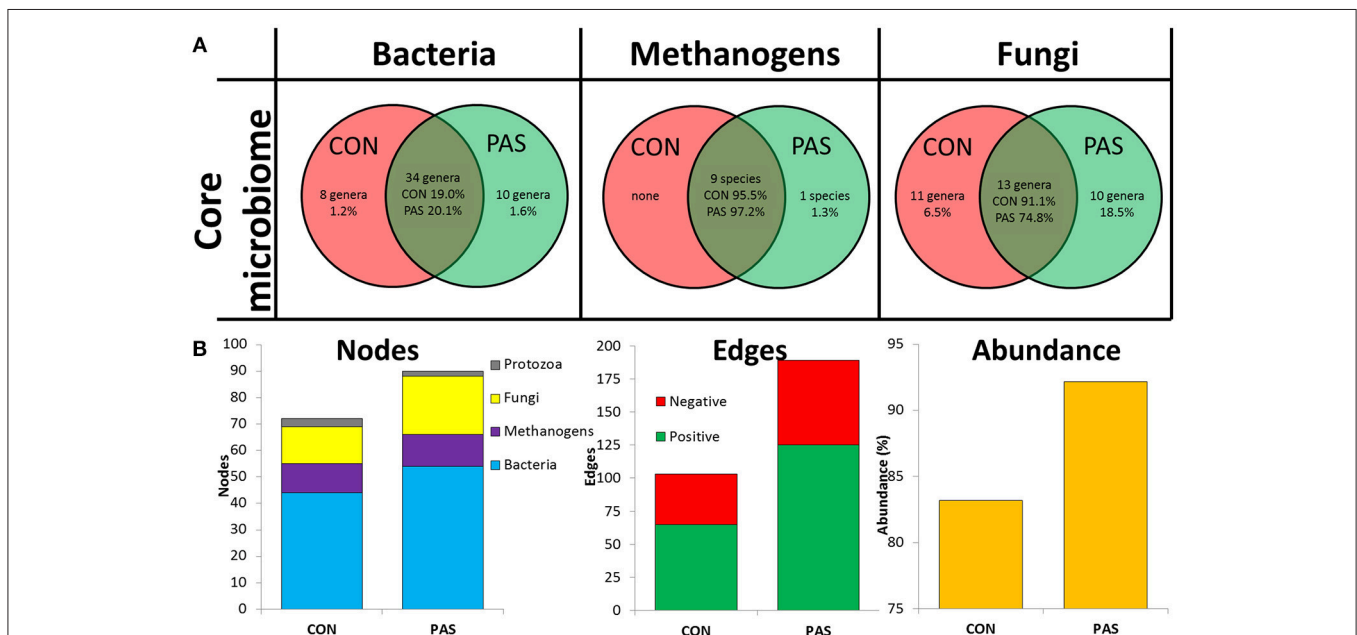 A
Bacteria
Methanogens
Fungi
Core
microbiome
CON
PAS
8 genera
1.2%
34 genera
CON 19.0%
PAS 20.1%
10 genera
1.6%
CON
PAS
none
9 species
CON 95.5%
PAS 97.2%
1 species
1.3%
CON
PAS
11 genera
6.5%
13 genera
CON 91.1%
PAS 74.8%
10 genera
18.5%
B
Nodes
Nodes
100
90
80
70
60
50
40
30
20
10
0
Protozoa
Fungi
Methanogens
Bacteria
CON
PAS
Edges
Edges
200
175
150
125
100
75
50
25
0
Negative
Positive
CON
PAS
Abundance
Abundance (%)
95
90
85
80
75
CON
PAS